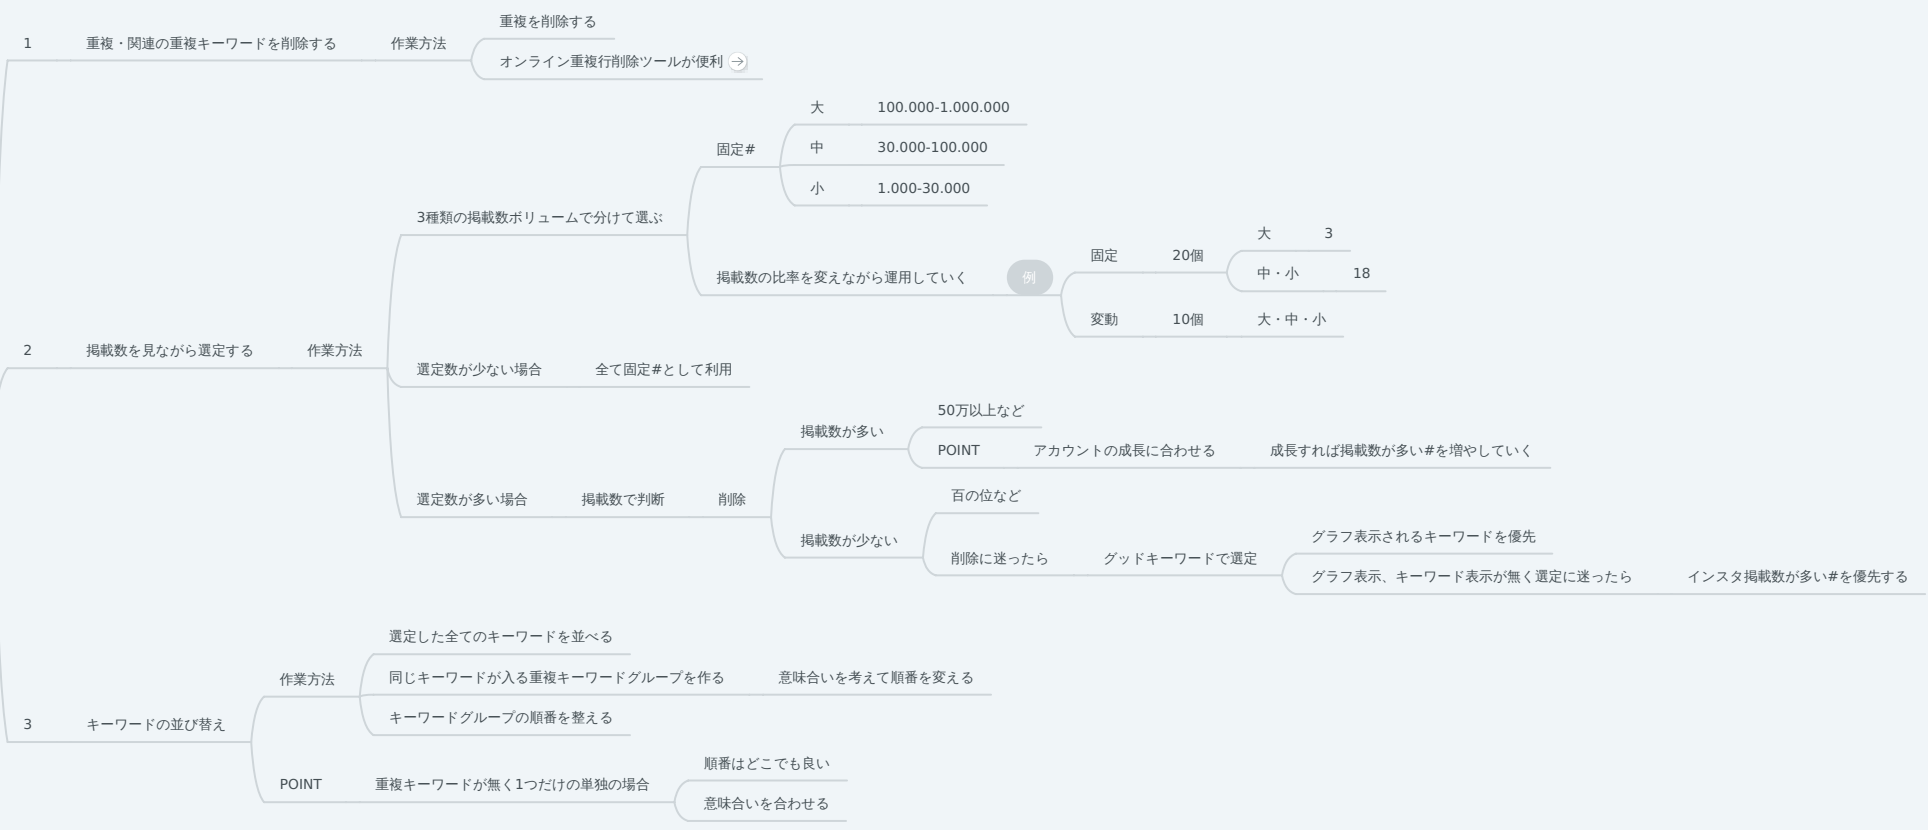 1 重複・関連の重複キーワードを削除する 作業方法
重複を削除する
オンライン重複行削除ツールが便利
2 掲載数を見ながら選定する 作業方法
3種類の掲載数ボリュームで分けて選ぶ
固定#
大 100.000-1.000.000
中 30.000-100.000
小 1.000-30.000
掲載数の比率を変えながら運用していく 例
固定 20個
大 3
中・小 18
変動 10個 大・中・小
選定数が少ない場合 全て固定#として利用
選定数が多い場合 掲載数で判断 削除
掲載数が多い
50万以上など
POINT アカウントの成長に合わせる 成長すれば掲載数が多い#を増やしていく
掲載数が少ない
百の位など
削除に迷ったら グッドキーワードで選定
グラフ表示されるキーワードを優先
グラフ表示、キーワード表示が無く選定に迷ったら インスタ掲載数が多い#を優先する
3 キーワードの並び替え
作業方法
選定した全てのキーワードを並べる
同じキーワードが入る重複キーワードグループを作る 意味合いを考えて順番を変える
キーワードグループの順番を整える
POINT 重複キーワードが無く1つだけの単独の場合
順番はどこでも良い
意味合いを合わせる